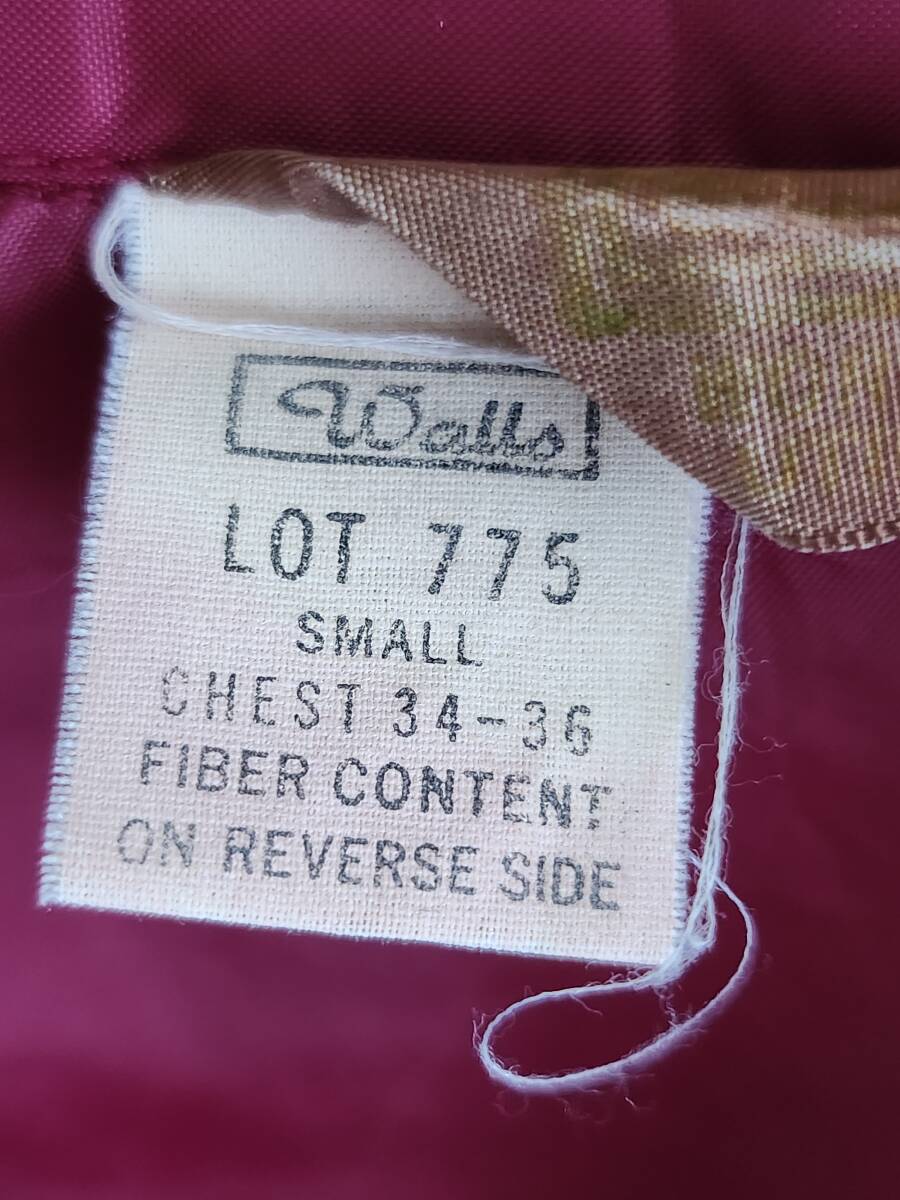 Walls
LOT 775
SMALL
CHEST 34-36
FIBER CONTENT
ON REVERSE SIDE